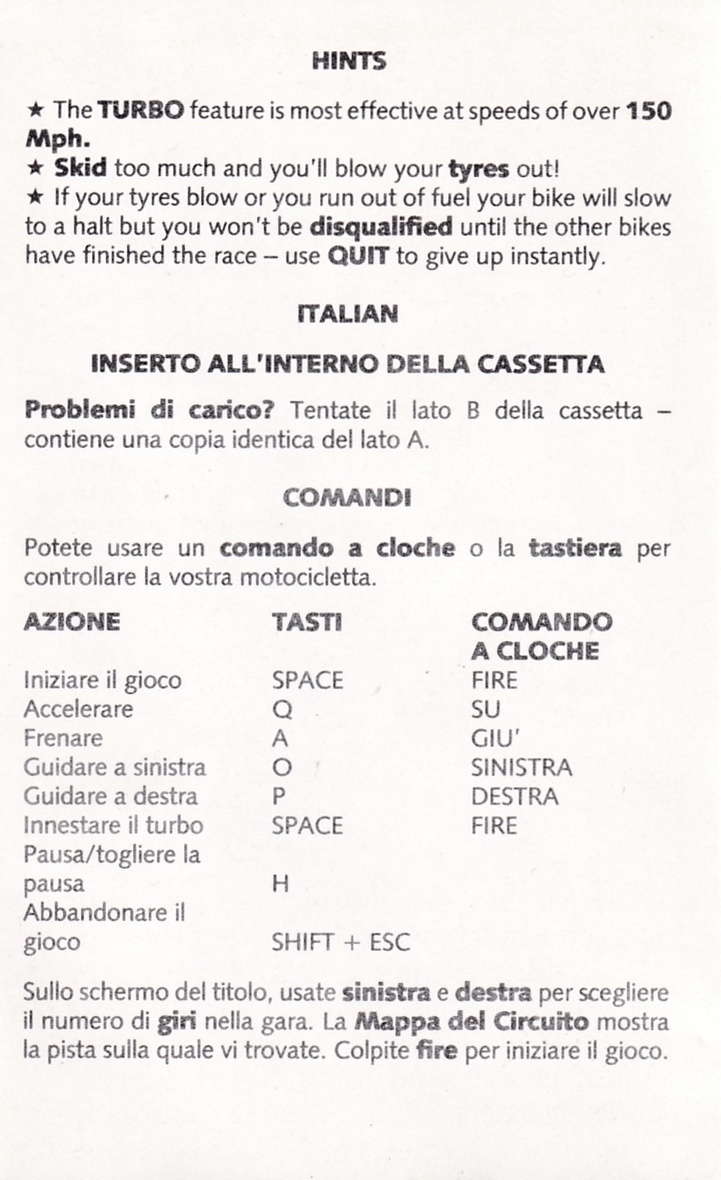 HINTS
★ The TURBO feature is most effective at speeds of over 150
Mph.
★ Skid too much and you'll blow your tyres out!
★ If your tyres blow or you run out of fuel your bike will slow
to a halt but you won't be disqualified until the other bikes
have finished the race – use QUIT to give up instantly.
ITALIAN
INSERTO ALL'INTERNO DELLA CASSETTA
Problemi di carico? Tentate il lato B della cassetta –
contiene una copia identica del lato A.
COMANDI
Potete usare un comando a cloche o la tastiera per
controllare la vostra motocicletta.
AZIONE TASTI COMANDO
A CLOCHE
Iniziare il gioco SPACE FIRE
Accelerare Q SU
Frenare A GIU'
Guidare a sinistra O SINISTRA
Guidare a destra P DESTRA
Innestare il turbo SPACE FIRE
Pausa/togliere la
pausa H
Abbandonare il
gioco SHIFT + ESC
Sullo schermo del titolo, usate sinistra e destra per scegliere
il numero di giri nella gara. La Mappa del Circuito mostra
la pista sulla quale vi trovate. Colpite fire per iniziare il gioco.